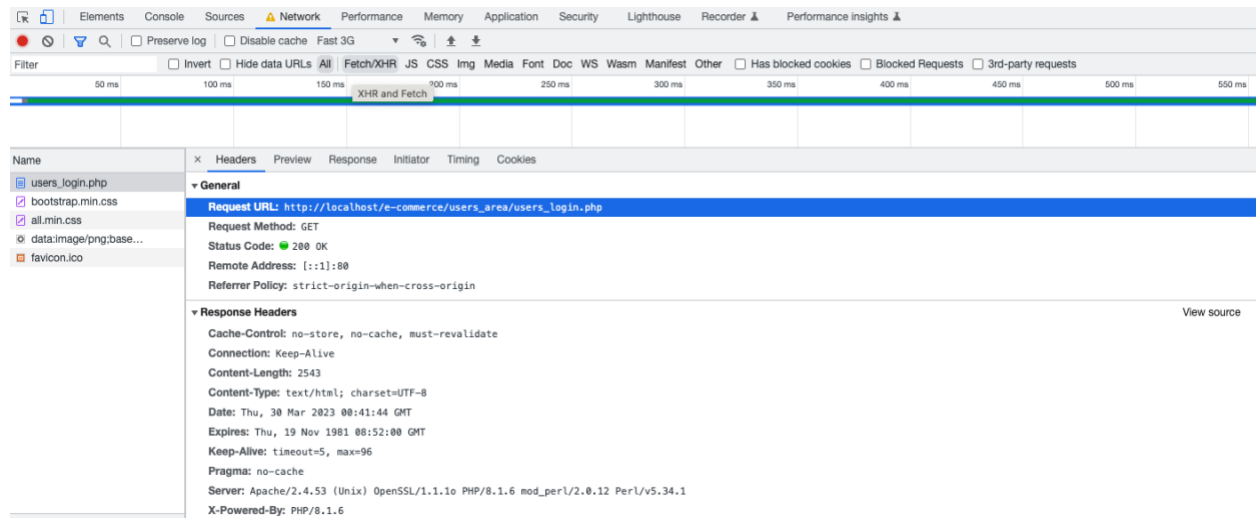 Elements Console Sources Network Performance Memory Application Security Lighthouse Recorder Performance insights
Preserve log Disable cache Fast 3G
Filter Invert Hide data URLs All Fetch/XHR JS CSS Img Media Font Doc WS Wasm Manifest Other Has blocked cookies Blocked Requests 3rd-party requests
50 ms 100 ms 150 ms 200 ms 250 ms 300 ms 350 ms 400 ms 450 ms 500 ms 550 ms
XHR and Fetch
Name × Headers Preview Response Initiator Timing Cookies
users_login.php
bootstrap.min.css
all.min.css
data:image/png;base...
favicon.ico
General
Request URL: http://localhost/e-commerce/users_area/users_login.php
Request Method: GET
Status Code: 200 OK
Remote Address: [::1]:80
Referrer Policy: strict-origin-when-cross-origin
Response Headers View source
Cache-Control: no-store, no-cache, must-revalidate
Connection: Keep-Alive
Content-Length: 2543
Content-Type: text/html; charset=UTF-8
Date: Thu, 30 Mar 2023 00:41:44 GMT
Expires: Thu, 19 Nov 1981 08:52:00 GMT
Keep-Alive: timeout=5, max=96
Pragma: no-cache
Server: Apache/2.4.53 (Unix) OpenSSL/1.1.1o PHP/8.1.6 mod_perl/2.0.12 Perl/v5.34.1
X-Powered-By: PHP/8.1.6